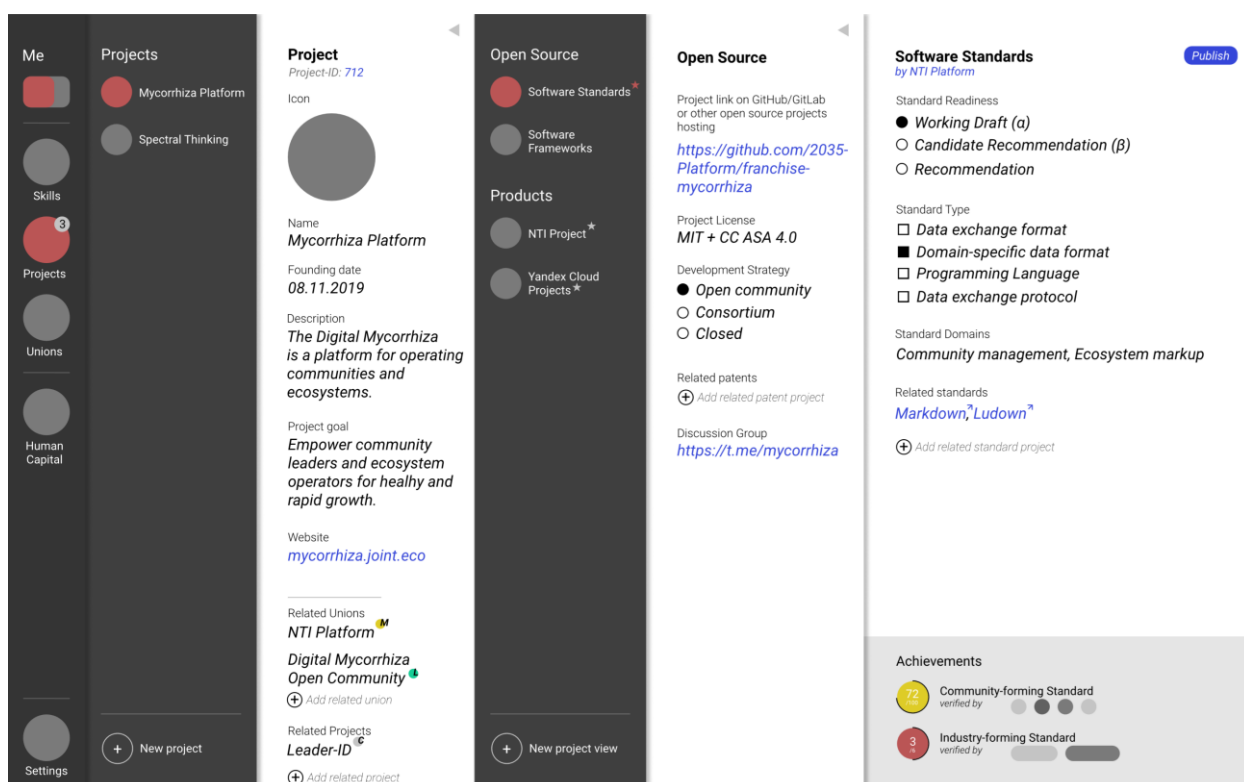 Me
Skills
3
Projects
Unions
Human
Capital
Settings
Projects
Mycorrhiza Platform
Spectral Thinking
+ New project
Project
Project-ID: 712
Icon
Name
Mycorrhiza Platform
Founding date
08.11.2019
Description
The Digital Mycorrhiza
is a platform for operating
communities and
ecosystems.
Project goal
Empower community
leaders and ecosystem
operators for healhy and
rapid growth.
Website
mycorrhiza.joint.eco
Related Unions
NTI Platform M
Digital Mycorrhiza
Open Community L
+ Add related union
Related Projects
Leader-ID C
+ Add related project
Open Source
Software Standards★
Software
Frameworks
Products
NTI Project★
Yandex Cloud
Projects★
+ New project view
Open Source
Project link on GitHub/GitLab
or other open source projects
hosting
https://github.com/2035-
Platform/franchise-
mycorrhiza
Project License
MIT + CC ASA 4.0
Development Strategy
Open community
Consortium
Closed
Related patents
+ Add related patent project
Discussion Group
https://t.me/mycorrhiza
Software Standards
Publish
by NTI Platform
Standard Readiness
Working Draft (α)
Candidate Recommendation (β)
Recommendation
Standard Type
Data exchange format
Domain-specific data format
Programming Language
Data exchange protocol
Standard Domains
Community management, Ecosystem markup
Related standards
Markdown, Ludown
+ Add related standard project
Achievements
72
Community-forming Standard
verified by
3
Industry-forming Standard
verified by